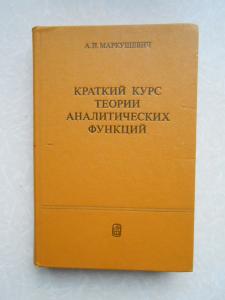 А.И. МАРКУШЕВИЧ
КРАТКИЙ КУРС
ТЕОРИИ
АНАЛИТИЧЕСКИХ
ФУНКЦИЙ